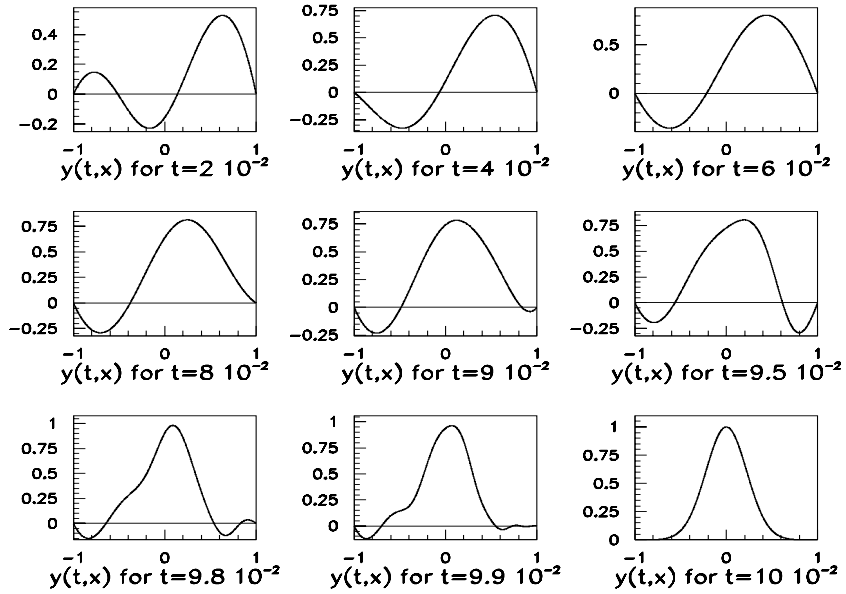 0.4
0.2
0
−0.2
−1 0 1
y(t,x) for t=2 10⁻²
0.75
0.5
0.25
0
−0.25
−1 0 1
y(t,x) for t=4 10⁻²
0.5
0
−1 0 1
y(t,x) for t=6 10⁻²
0.75
0.5
0.25
0
−0.25
−1 0 1
y(t,x) for t=8 10⁻²
0.75
0.5
0.25
0
−0.25
−1 0 1
y(t,x) for t=9 10⁻²
0.75
0.5
0.25
0
−0.25
−1 0 1
y(t,x) for t=9.5 10⁻²
1
0.75
0.5
0.25
0
−1 0 1
y(t,x) for t=9.8 10⁻²
1
0.75
0.5
0.25
0
−1 0 1
y(t,x) for t=9.9 10⁻²
1
0.75
0.5
0.25
0
−1 0 1
y(t,x) for t=10 10⁻²